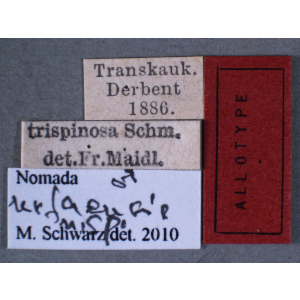 Transkauk.
Derbent
1886.
trispinosa Schm.
det.Fr.Maidl.
Nomada
M. Schwarz det. 2010
ALLOTYPE